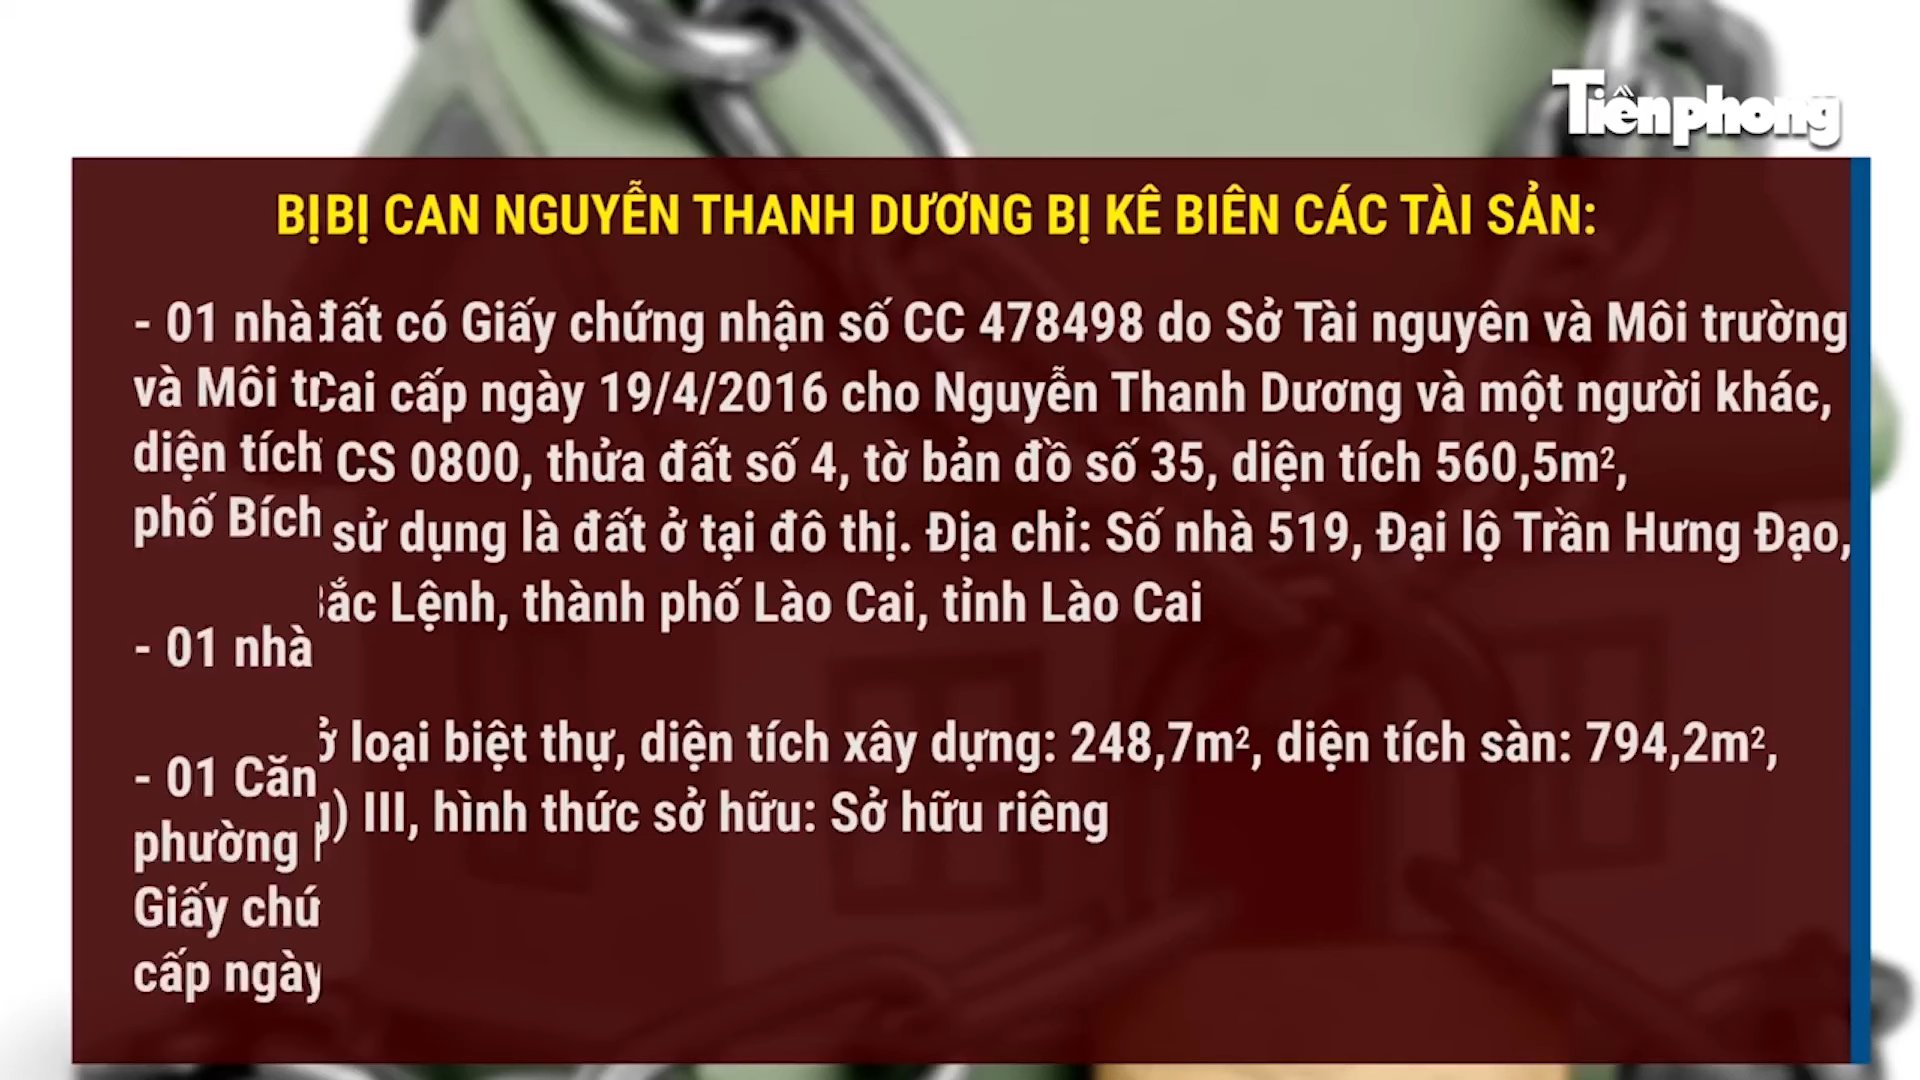 Tiền phong
BỊ BỊ CAN NGUYỄN THANH DƯƠNG BỊ KÊ BIÊN CÁC TÀI SẢN:
- 01 nhà đất có Giấy chứng nhận số CC 478498 do Sở Tài nguyên và Môi trường
và Môi Cai cấp ngày 19/4/2016 cho Nguyễn Thanh Dương và một người khác,
diện tích CS 0800, thửa đất số 4, tờ bản đồ số 35, diện tích 560,5m²,
phố Bích sử dụng là đất ở tại đô thị. Địa chỉ: Số nhà 519, Đại lộ Trần Hưng Đạo,
Lệnh, thành phố Lào Cai, tỉnh Lào Cai
- 01 nhà
ở loại biệt thự, diện tích xây dựng: 248,7m², diện tích sàn: 794,2m²,
- 01 Căn
III, hình thức sở hữu: Sở hữu riêng
phường
Giấy
cấp ngày